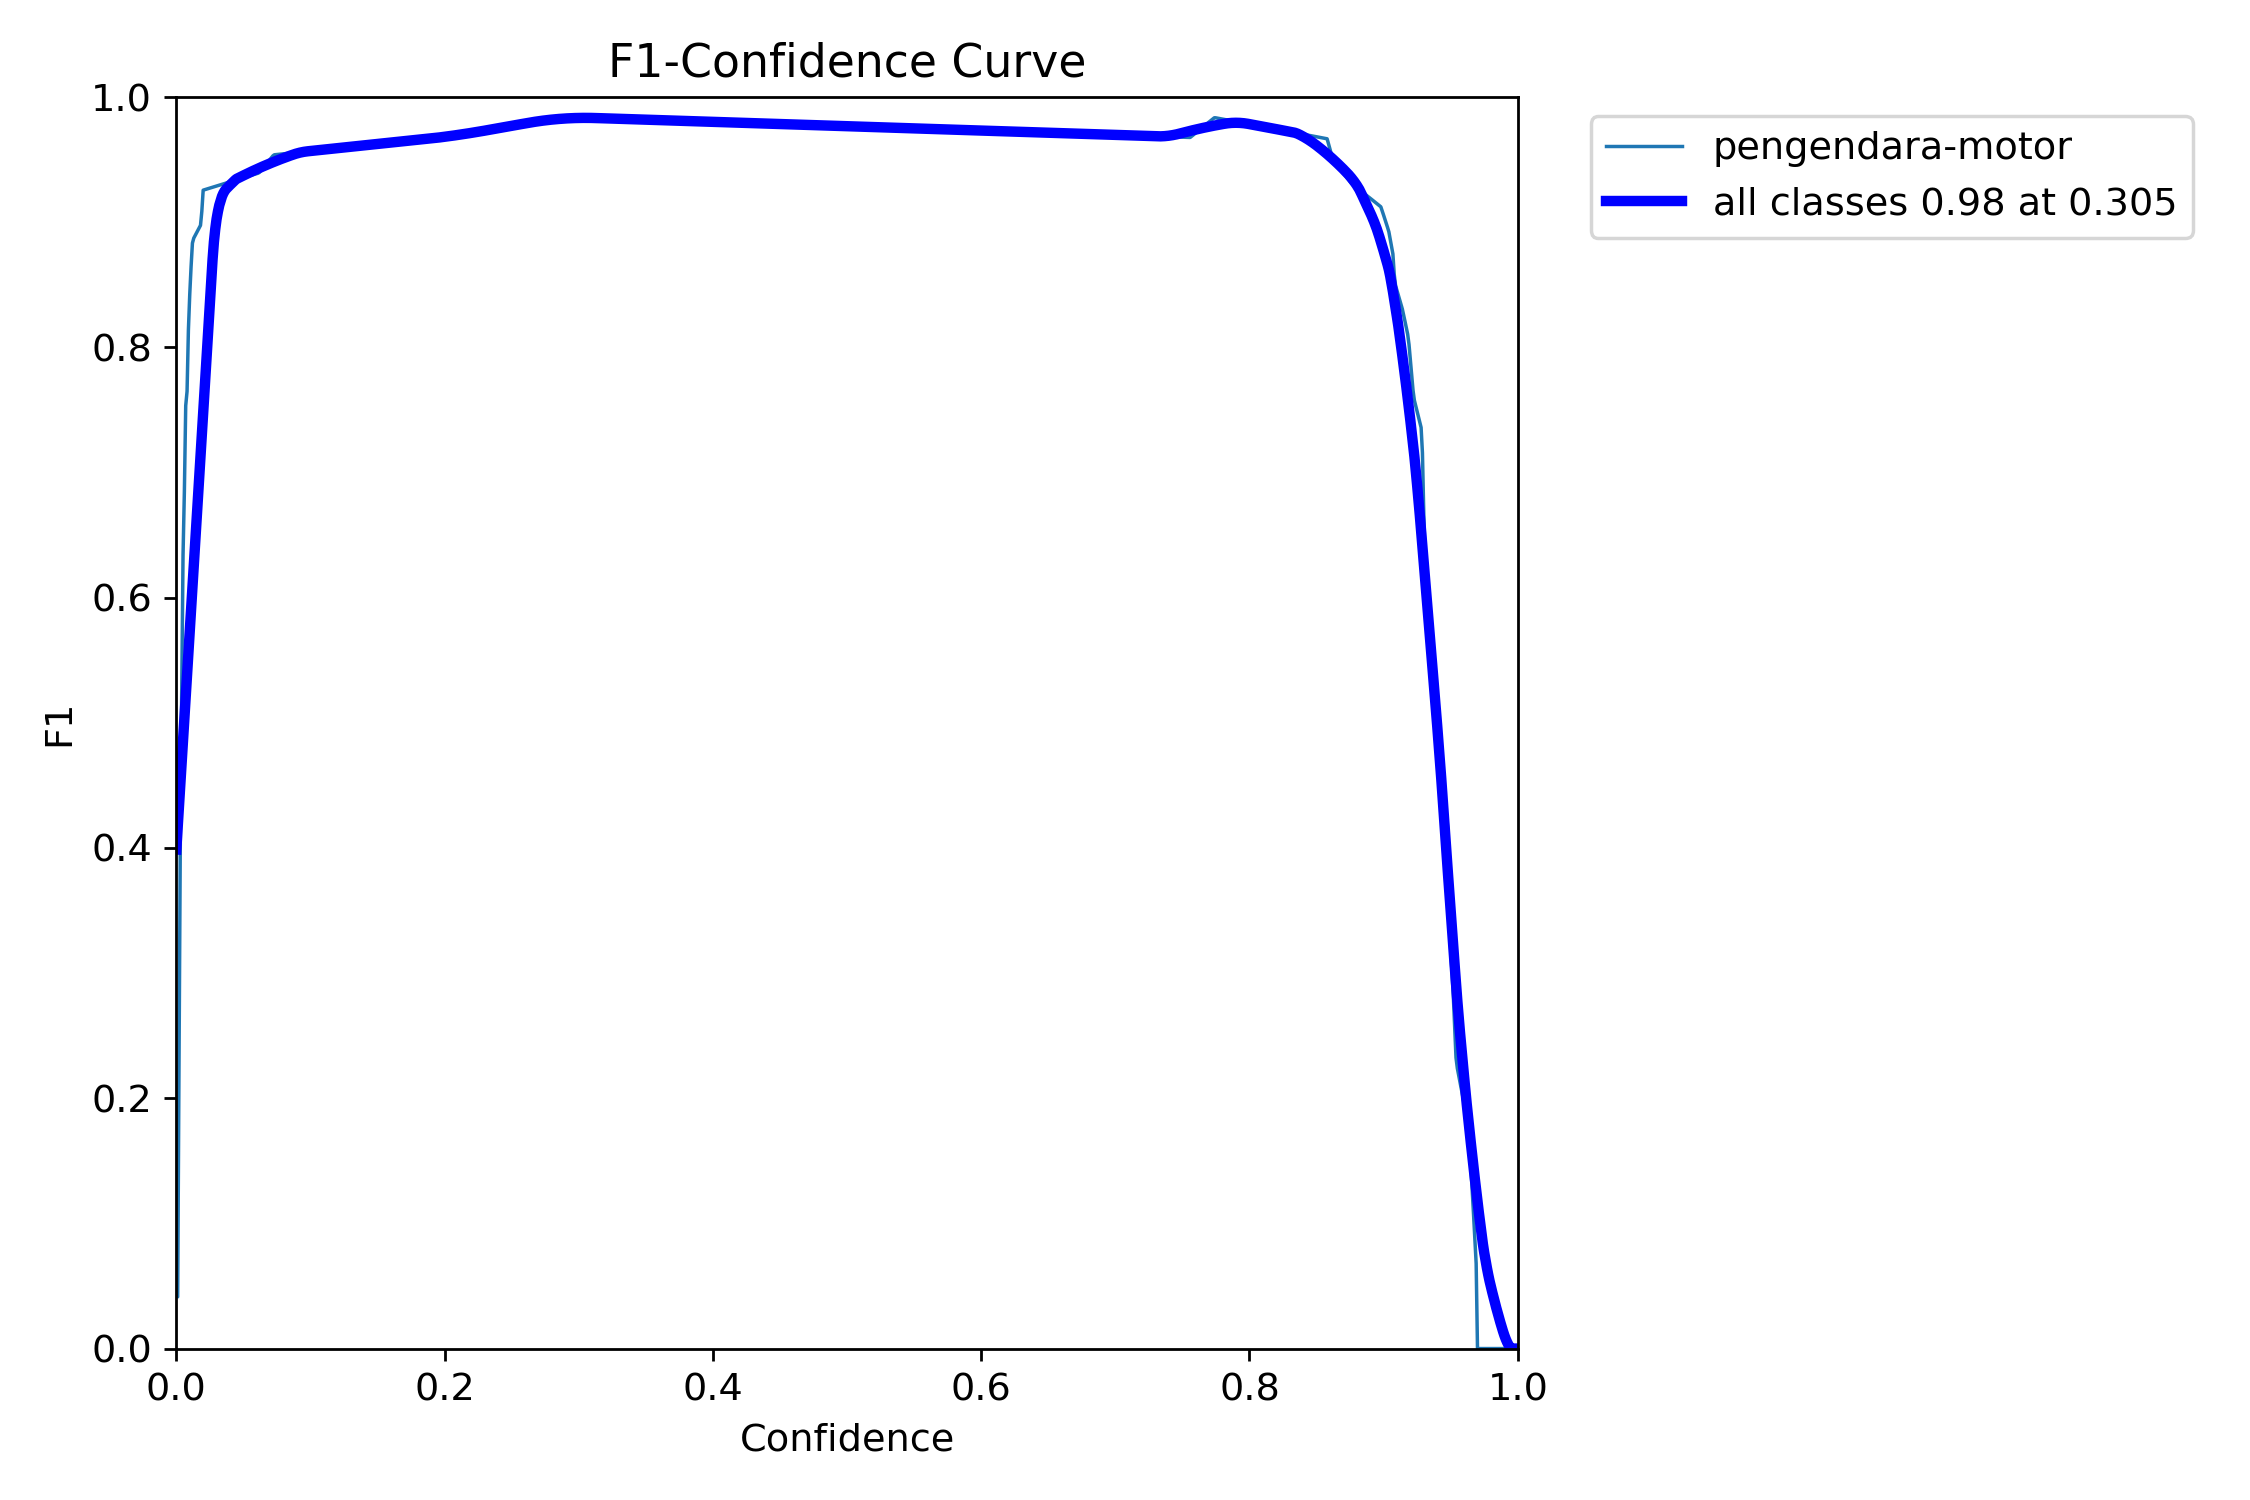 F1-Confidence Curve
pengendara-motor
all classes 0.98 at 0.305
1.0
0.8
0.6
0.4
0.2
0.0
F1
0.0 0.2 0.4 0.6 0.8 1.0
Confidence